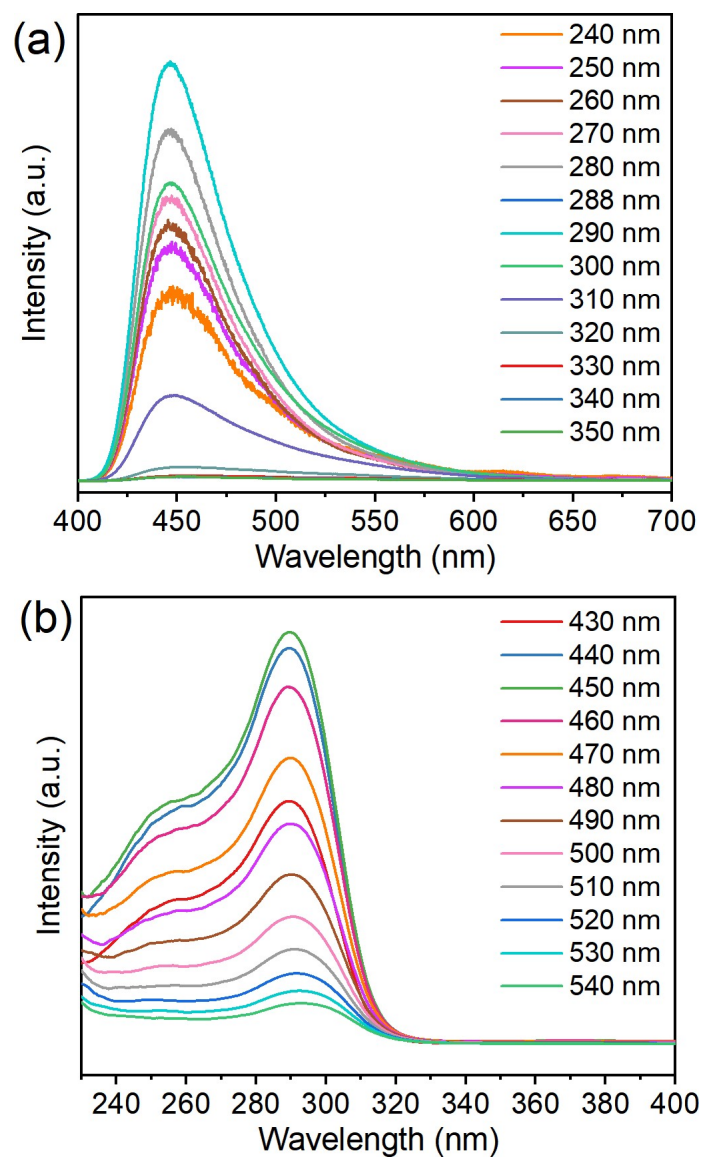 (a)
240 nm
250 nm
260 nm
270 nm
280 nm
288 nm
290 nm
300 nm
310 nm
320 nm
330 nm
340 nm
350 nm
Intensity (a.u.)
400 450 500 550 600 650 700
Wavelength (nm)
(b)
430 nm
440 nm
450 nm
460 nm
470 nm
480 nm
490 nm
500 nm
510 nm
520 nm
530 nm
540 nm
Intensity (a.u.)
240 260 280 300 320 340 360 380 400
Wavelength (nm)